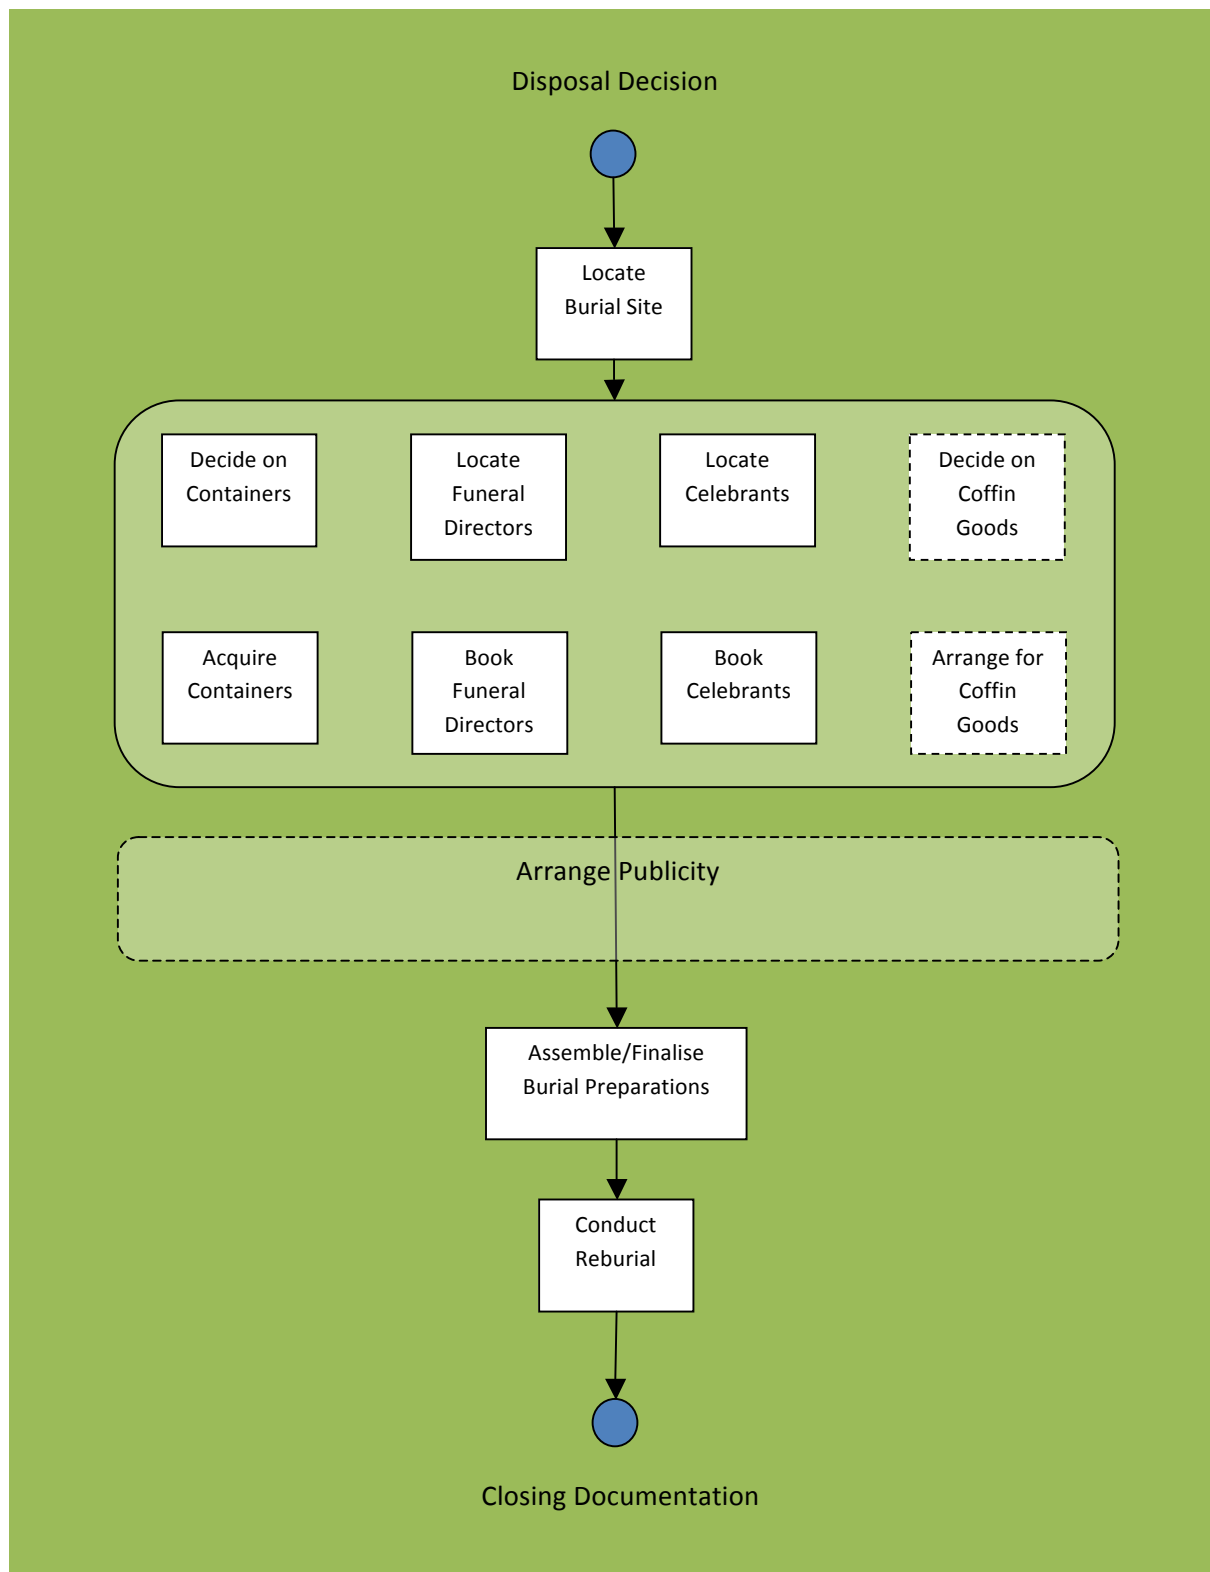 Disposal Decision
Locate
Burial Site
Decide on
Containers
Locate
Funeral
Directors
Locate
Celebrants
Decide on
Coffin
Goods
Acquire
Containers
Book
Funeral
Directors
Book
Celebrants
Arrange for
Coffin
Goods
Arrange Publicity
Assemble/Finalise
Burial Preparations
Conduct
Reburial
Closing Documentation